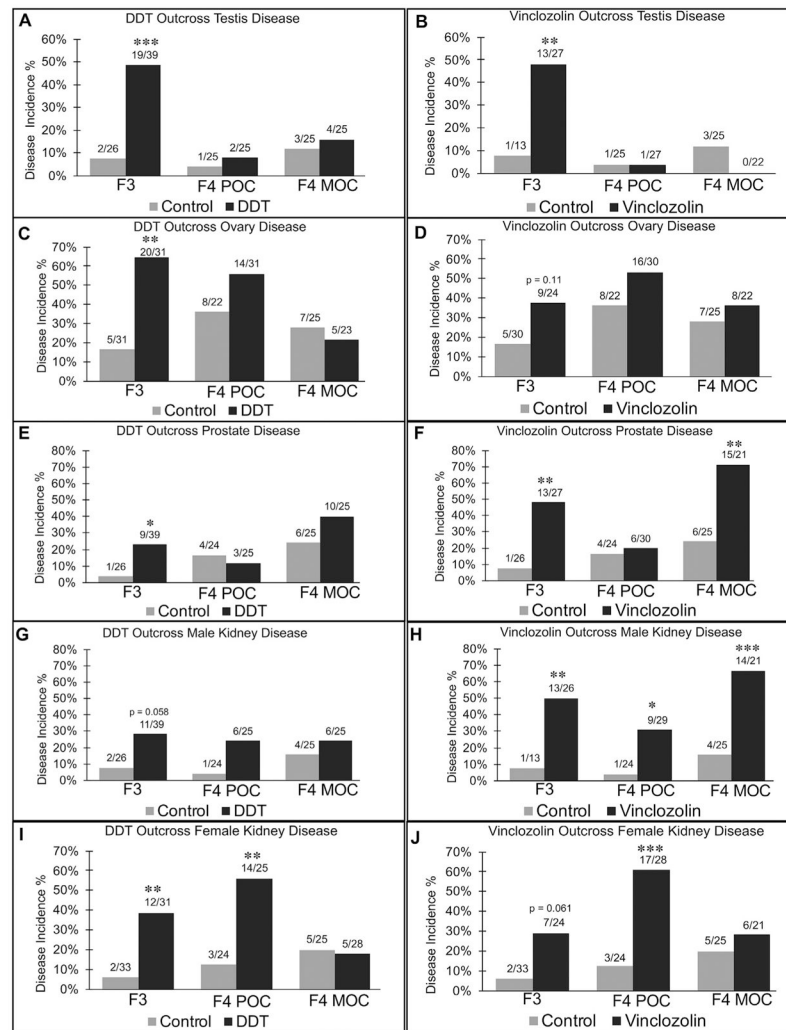 A
DDT Outcross Testis Disease
Disease Incidence %
60%
50%
40%
30%
20%
10%
0%
***
19/39
2/26
1/25
2/25
3/25
4/25
F3
F4 POC
F4 MOC
Control
DDT
B
Vinclozolin Outcross Testis Disease
Disease Incidence %
60%
50%
40%
30%
20%
10%
0%
**
13/27
1/13
1/25
1/27
3/25
0/22
F3
F4 POC
F4 MOC
Control
Vinclozolin
C
DDT Outcross Ovary Disease
Disease Incidence %
70%
60%
50%
40%
30%
20%
10%
0%
**
20/31
5/31
8/22
14/31
7/25
5/23
F3
F4 POC
F4 MOC
Control
DDT
D
Vinclozolin Outcross Ovary Disease
Disease Incidence %
70%
60%
50%
40%
30%
20%
10%
0%
p = 0.11
9/24
5/30
8/22
16/30
7/25
8/22
F3
F4 POC
F4 MOC
Control
Vinclozolin
E
DDT Outcross Prostate Disease
Disease Incidence %
80%
70%
60%
50%
40%
30%
20%
10%
0%
*
9/39
1/26
4/24
3/25
6/25
10/25
F3
F4 POC
F4 MOC
Control
DDT
F
Vinclozolin Outcross Prostate Disease
Disease Incidence %
80%
70%
60%
50%
40%
30%
20%
10%
0%
**
13/27
1/26
4/24
6/30
6/25
**
15/21
F3
F4 POC
F4 MOC
Control
Vinclozolin
G
DDT Outcross Male Kidney Disease
Disease Incidence %
80%
70%
60%
50%
40%
30%
20%
10%
0%
p = 0.058
11/39
2/26
1/24
6/25
4/25
6/25
F3
F4 POC
F4 MOC
Control
DDT
H
Vinclozolin Outcross Male Kidney Disease
Disease Incidence %
80%
70%
60%
50%
40%
30%
20%
10%
0%
**
13/26
1/13
*
9/29
1/24
***
14/21
4/25
F3
F4 POC
F4 MOC
Control
Vinclozolin
I
DDT Outcross Female Kidney Disease
Disease Incidence %
70%
60%
50%
40%
30%
20%
10%
0%
**
12/31
2/33
**
14/25
3/24
5/25
5/28
F3
F4 POC
F4 MOC
Control
DDT
J
Vinclozolin Outcross Female Kidney Disease
Disease Incidence %
70%
60%
50%
40%
30%
20%
10%
0%
p = 0.061
7/24
2/33
***
17/28
3/24
5/25
6/21
F3
F4 POC
F4 MOC
Control
Vinclozolin